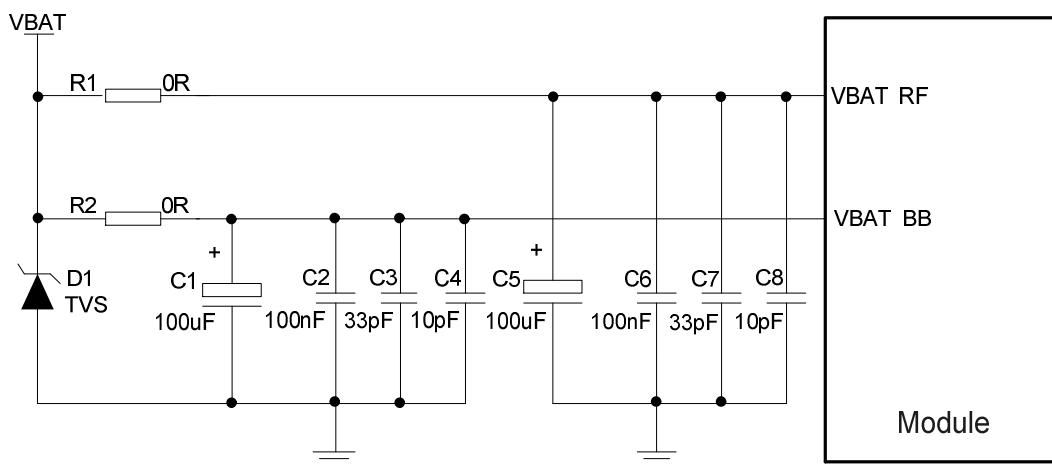 VBAT
R1 0R
VBAT RF
R2 0R
VBAT BB
+ +
D1 C1 C2 C3 C4 C5 C6 C7 C8
TVS
100uF 100nF 33pF 10pF 100uF 100nF 33pF 10pF
Module